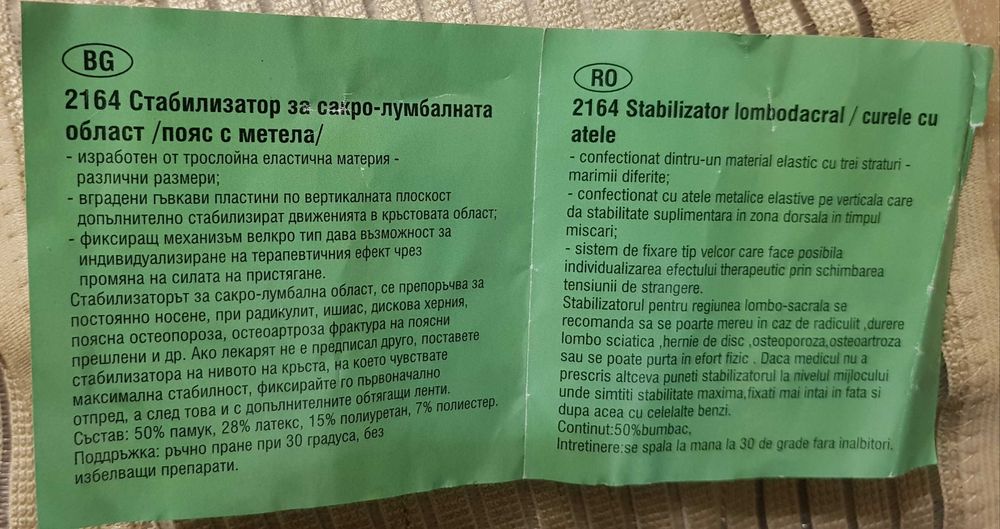 BG
2164 Стабилизатор за сакро-лумбалната
област /пояс с метела/
- изработен от трослойна еластична материя -
различни размери;
- вградени гъвкави пластини по вертикалната плоскост
допълнително стабилизират движенията в кръстовата област;
- фиксиращ механизъм велкро тип дава възможност за
индивидуализиране на терапевтичния ефект чрез
промяна на силата на пристягане.
Стабилизаторът за сакро-лумбална област, се препоръчва за
постоянно носене, при радикулит, ишиас, дискова херния,
поясна остеопороза, остеоартроза фрактура на поясни
прешлени и др. Ако лекарят не е предписал друго, поставете
стабилизатора на нивото на кръста, на което чувствате
максимална стабилност, фиксирайте го първоначално
отпред, а след това и с допълнителните обтягащи ленти.
Състав: 50% памук, 28% латекс, 15% полиуретан, 7% полиестер.
Поддръжка: ръчно пране при 30 градуса, без
избелващи препарати.
RO
2164 Stabilizator lombodacral / curele cu
atele
- confectionat dintru-un material elastic cu trei straturi -
marimii diferite;
- confectionat cu atele metalice elastive pe verticala care
da stabilitate suplimentara in zona dorsala in timpul
miscari;
- sistem de fixare tip velcor care face posibila
individualizarea efectului therapeutic prin schimbarea
tensiunii de strangere.
Stabilizatorul pentru regiunea lombo-sacrala se
recomanda sa se poarte mereu in caz de radiculit ,durere
lombo sciatica ,hernie de disc ,osteoporoza,osteoartroza
sau se poate purta in efort fizic . Daca medicul nu a
prescris altceva puneti stabilizatorul la nivelul mijlocului
unde simtiti stabilitate maxima,fixati mai intai in fata si
dupa acea cu celelalte benzi.
Continut:50%bumbac,
Intretinere:se spala la mana la 30 de grade fara inalbitori.